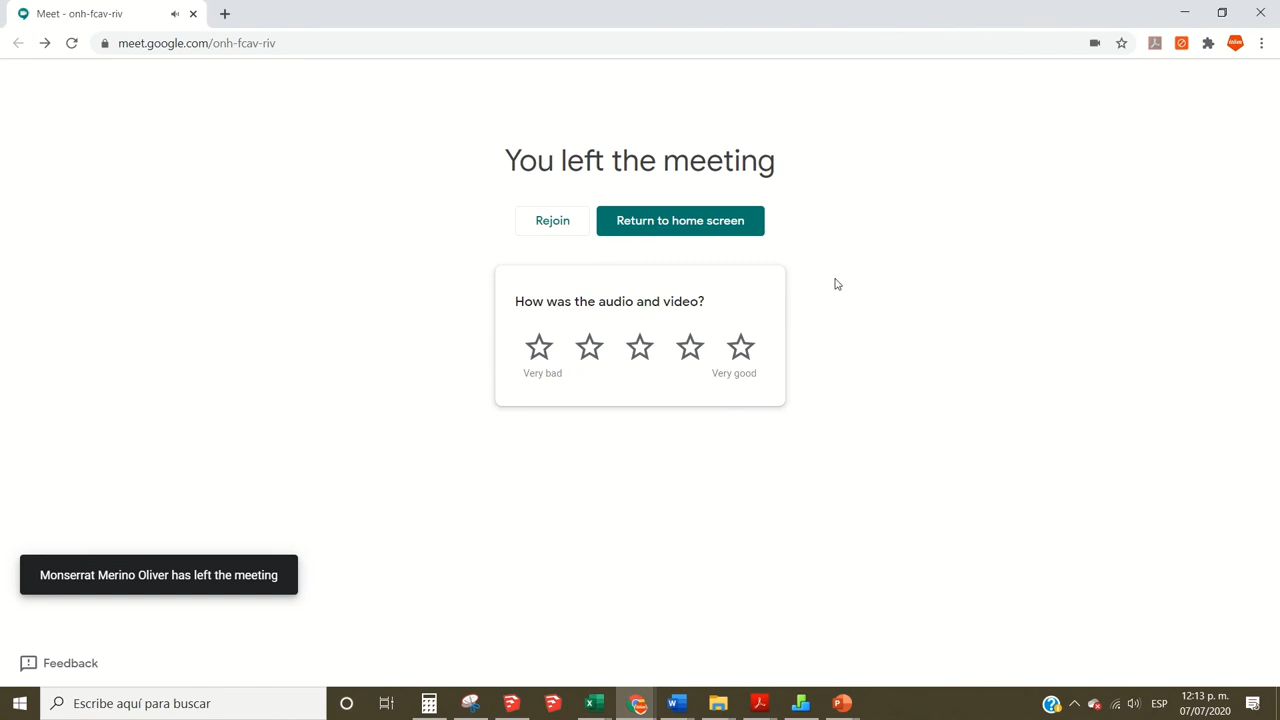 Meet - onh-fcav-riv
meet.google.com/onh-fcav-riv
You left the meeting
Rejoin
Return to home screen
How was the audio and video?
Very bad
Very good
Monserrat Merino Oliver has left the meeting
Feedback
Escribe aquí para buscar
ESP
12:13 p. m.
07/07/2020